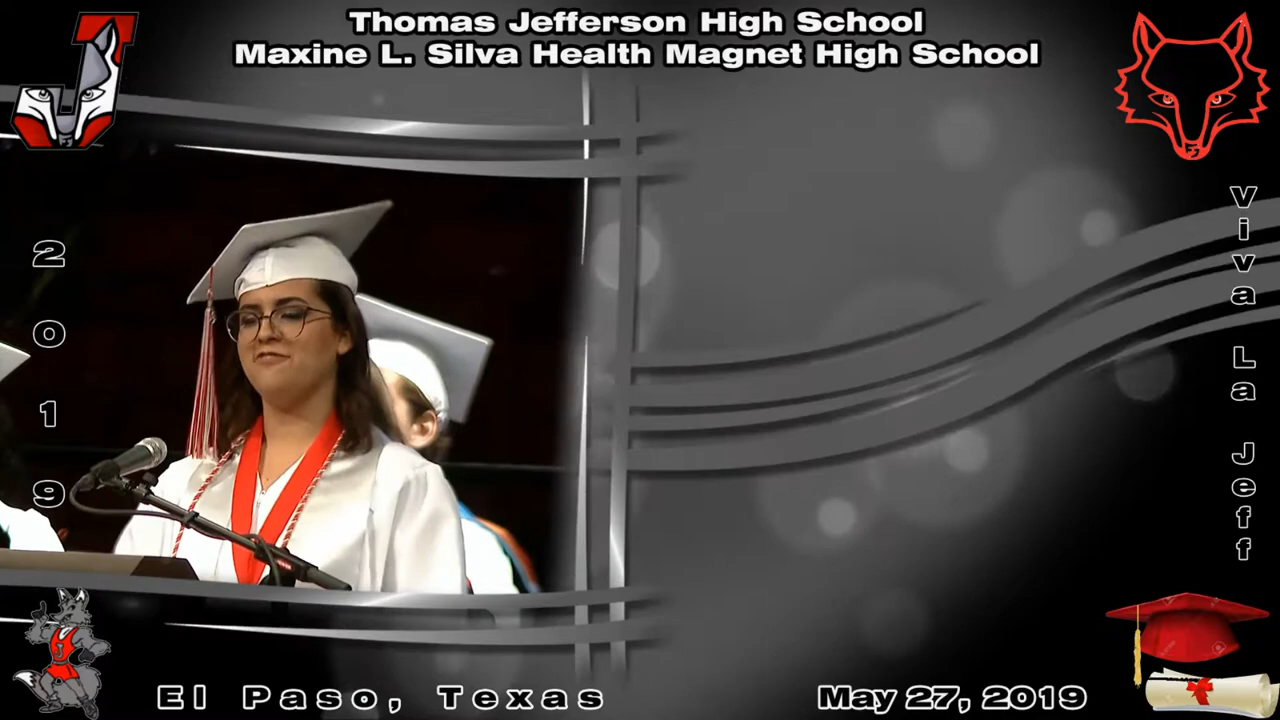 Thomas Jefferson High School
Maxine L. Silva Health Magnet High School
2019
Viva La Jeff
El Paso, Texas
May 27, 2019